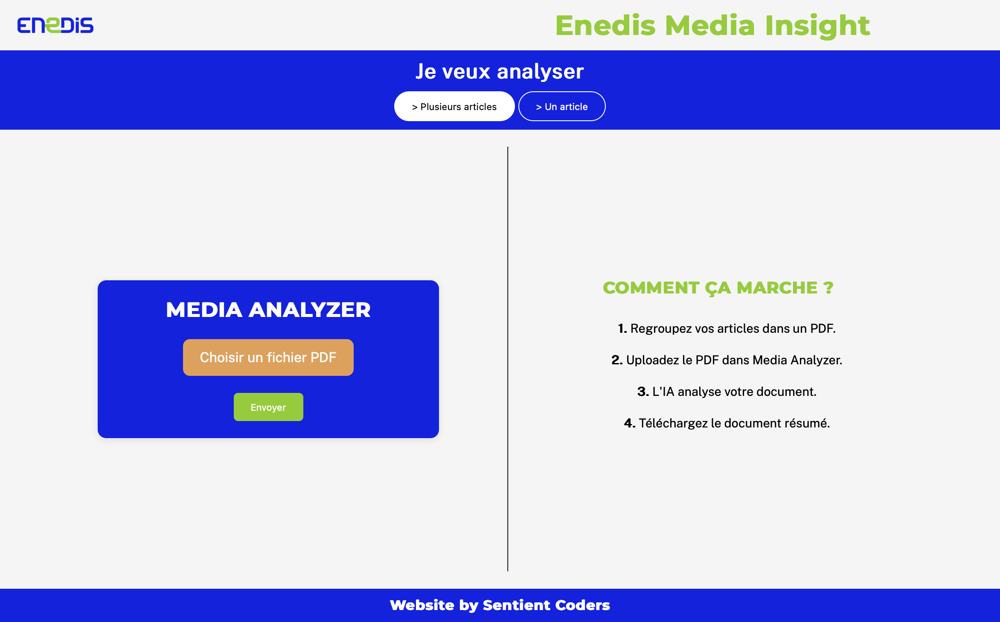 enedis
Enedis Media Insight
Je veux analyser
> Plusieurs articles
> Un article
MEDIA ANALYZER
Choisir un fichier PDF
Envoyer
COMMENT ÇA MARCHE ?
1. Regroupez vos articles dans un PDF.
2. Uploadez le PDF dans Media Analyzer.
3. L'IA analyse votre document.
4. Téléchargez le document résumé.
Website by Sentient Coders